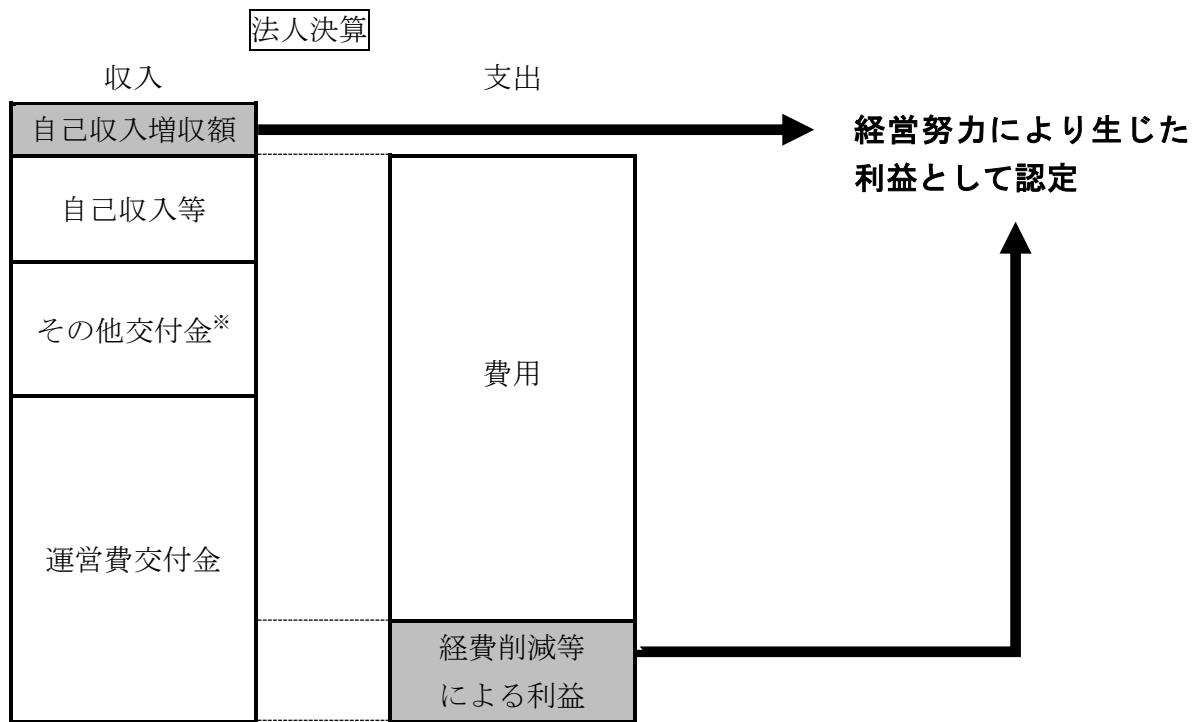 法人決算
収入
支出
自己収入増収額
経営努力により生じた
利益として認定
自己収入等
その他交付金※
費用
運営費交付金
経費削減等
による利益